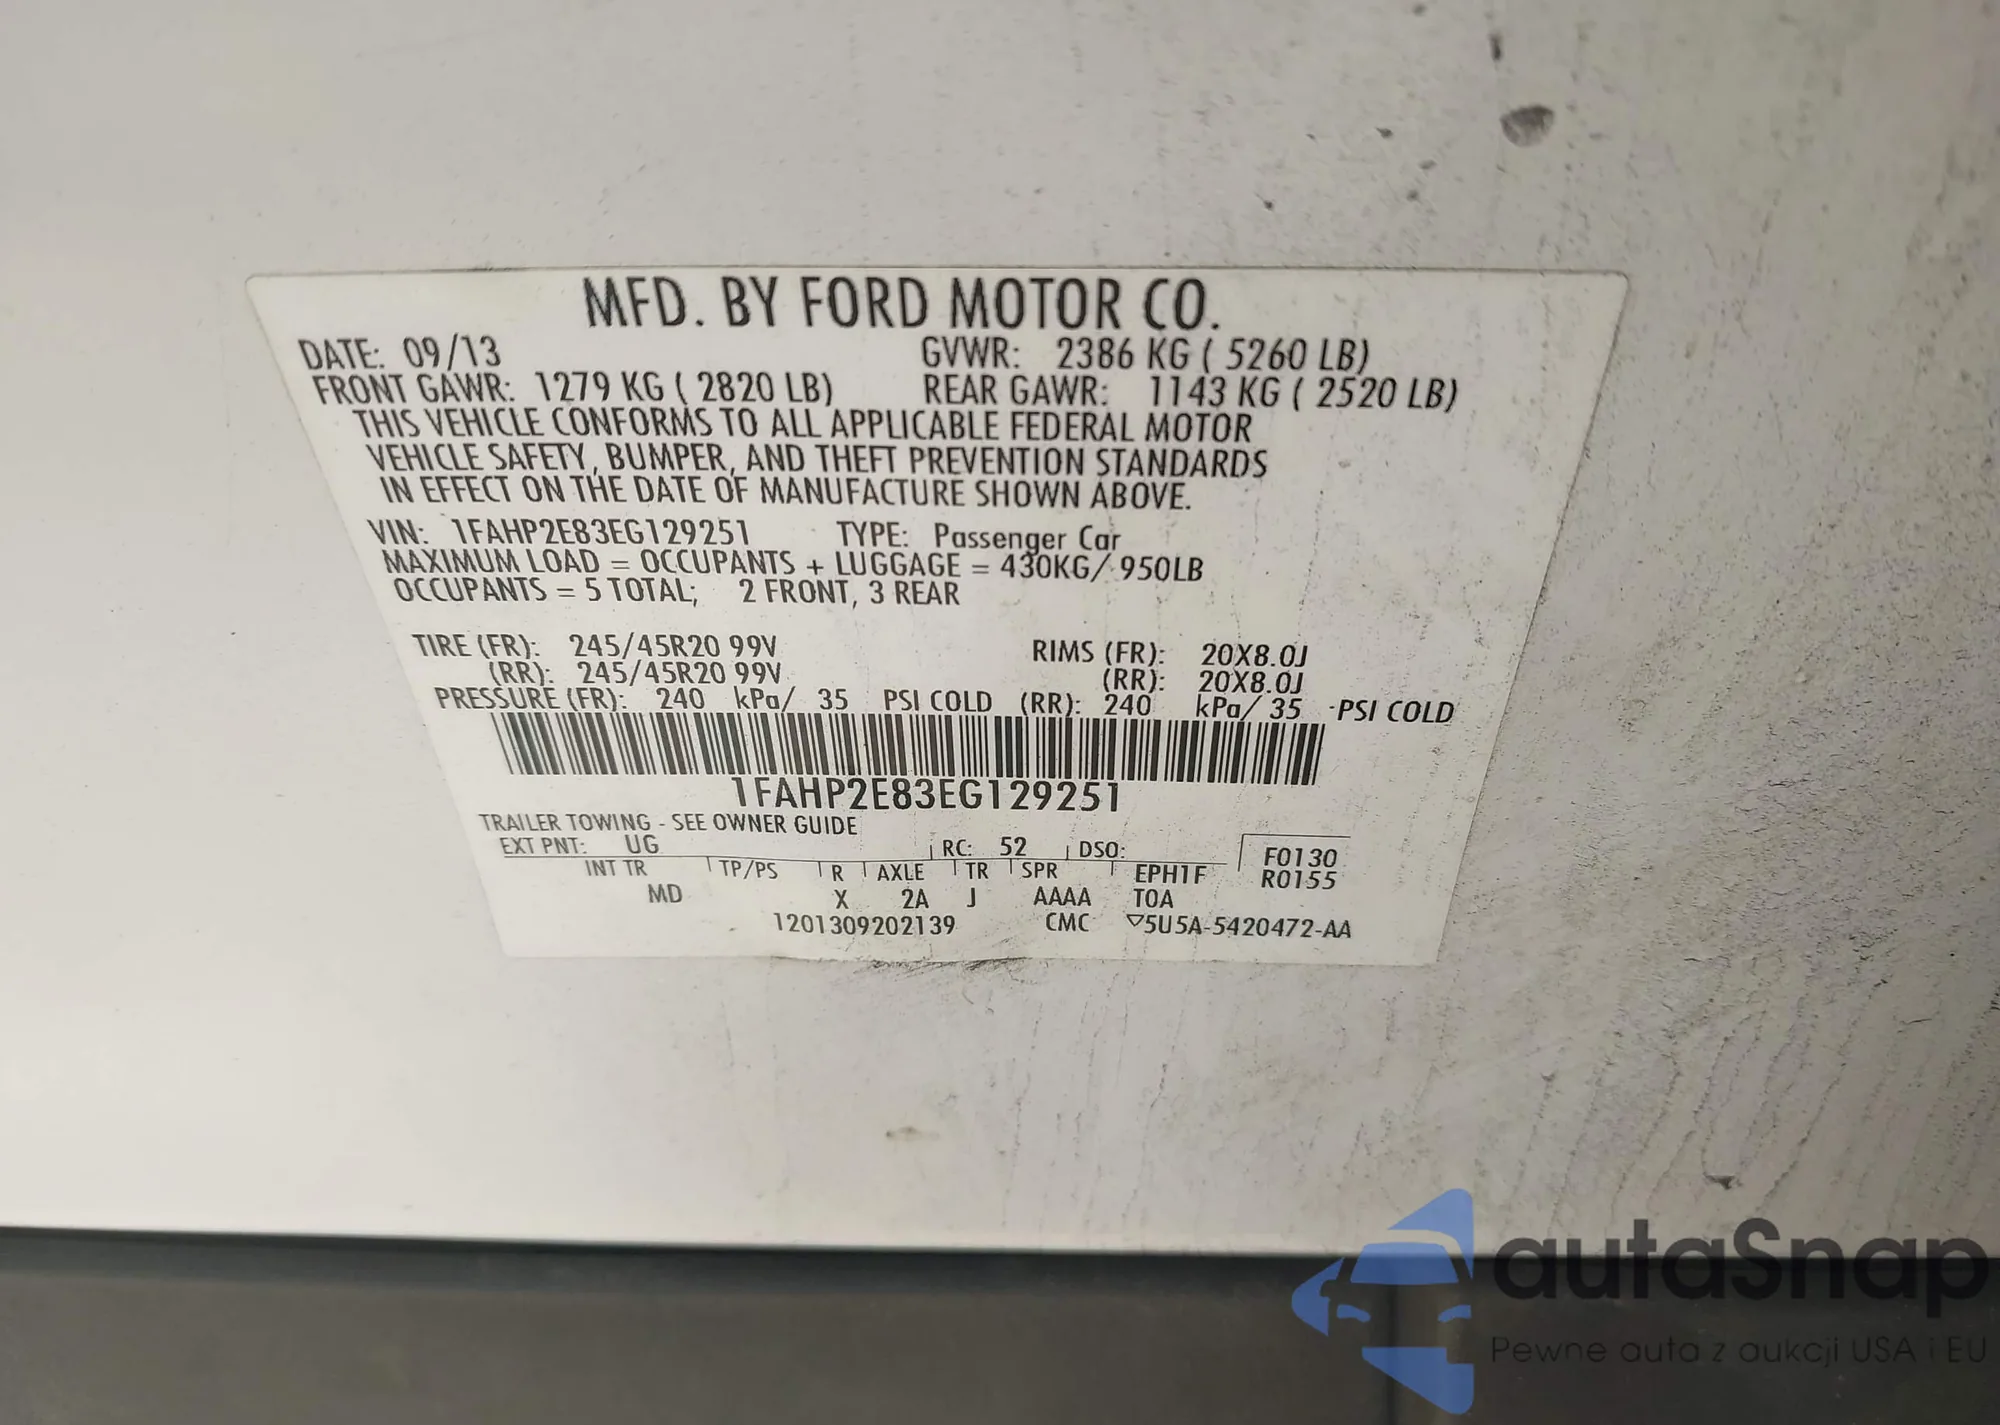 MFD. BY FORD MOTOR CO.
DATE: 09/13 GVWR: 2386 KG ( 5260 LB)
FRONT GAWR: 1279 KG ( 2820 LB) REAR GAWR: 1143 KG ( 2520 LB)
THIS VEHICLE CONFORMS TO ALL APPLICABLE FEDERAL MOTOR
VEHICLE SAFETY, BUMPER, AND THEFT PREVENTION STANDARDS
IN EFFECT ON THE DATE OF MANUFACTURE SHOWN ABOVE.
VIN: 1FAHP2E83EG129251 TYPE: Passenger Car
MAXIMUM LOAD = OCCUPANTS + LUGGAGE = 430KG/ 950LB
OCCUPANTS = 5 TOTAL; 2 FRONT, 3 REAR
TIRE (FR): 245/45R20 99V RIMS (FR): 20X8.0J
(RR): 245/45R20 99V (RR): 20X8.0J
PRESSURE (FR): 240 kPa/ 35 PSI COLD (RR): 240 kPa/ 35 PSI COLD
1FAHP2E83EG129251
TRAILER TOWING - SEE OWNER GUIDE
EXT PNT: UG RC: 52 DSO: F0130
INT TR TP/PS R AXLE TR SPR EPH1F R0155
MD X 2A J AAAA T0A
1201309202139 CMC ▽5U5A-5420472-AA
autaSnap
Pewne auta z aukcji USA i EU